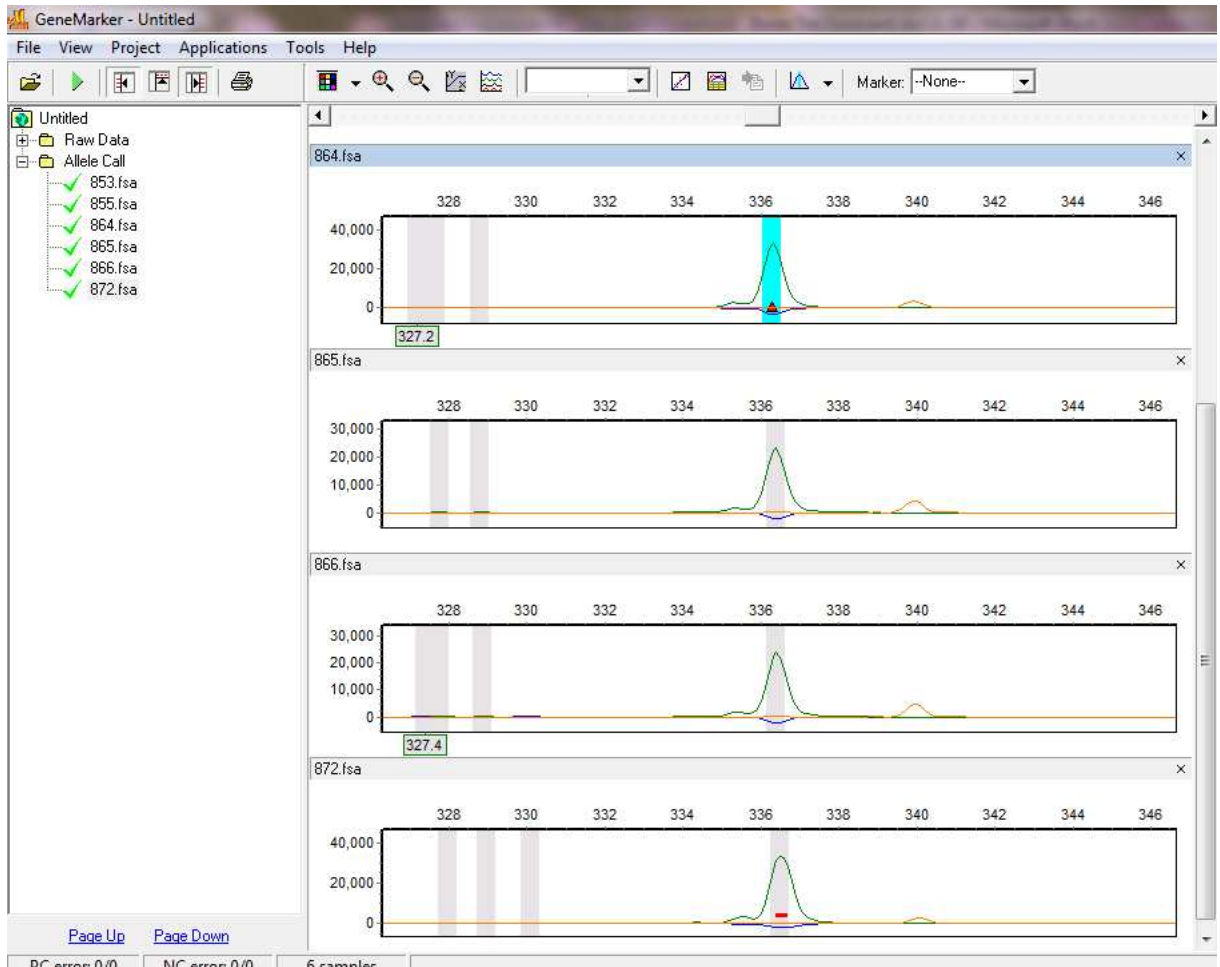 GeneMarker - Untitled
File View Project Applications Tools Help
Marker: --None--
Untitled
Raw Data
Allele Call
853.fsa
855.fsa
864.fsa
865.fsa
866.fsa
872.fsa
Page Up Page Down
864.fsa
328 330 332 334 336 338 340 342 344 346
40,000
20,000
0
327.2
865.fsa
328 330 332 334 336 338 340 342 344 346
30,000
20,000
10,000
0
866.fsa
328 330 332 334 336 338 340 342 344 346
30,000
20,000
10,000
0
327.4
872.fsa
328 330 332 334 336 338 340 342 344 346
40,000
20,000
0
PC error: 0/0 NC error: 0/0 6 samples